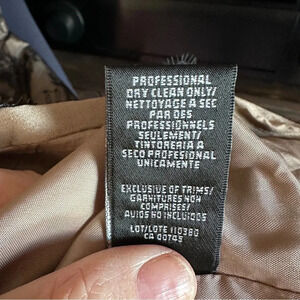 PROFESSIONAL
DRY CLEAN ONLY/
NETTOYAGE A SEC
PAR DES
PROFESSIONNELS
SEULEMENT/
TINTORERIA A
SECO PROFESIONAL
UNICAMENTE
EXCLUSIVE OF TRIMS/
GARNITURES NON
COMPRISES/
AVIOS NO INCLUIDOS
LOT/LOTE 110380
CA 00745